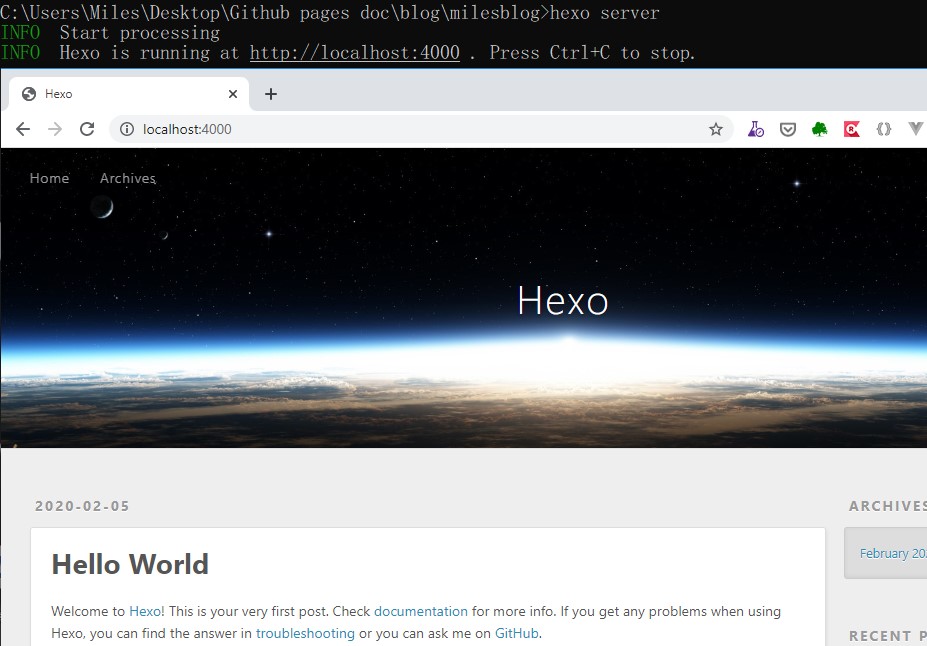 C:\Users\Miles\Desktop\Github pages doc\blog\milesblog>hexo server
INFO  Start processing
INFO  Hexo is running at http://localhost:4000 . Press Ctrl+C to stop.
Hexo
localhost:4000
Home Archives
Hexo
2020-02-05
ARCHIVES
Hello World
February 202
Welcome to Hexo! This is your very first post. Check documentation for more info. If you get any problems when using
Hexo, you can find the answer in troubleshooting or you can ask me on GitHub.
RECENT P